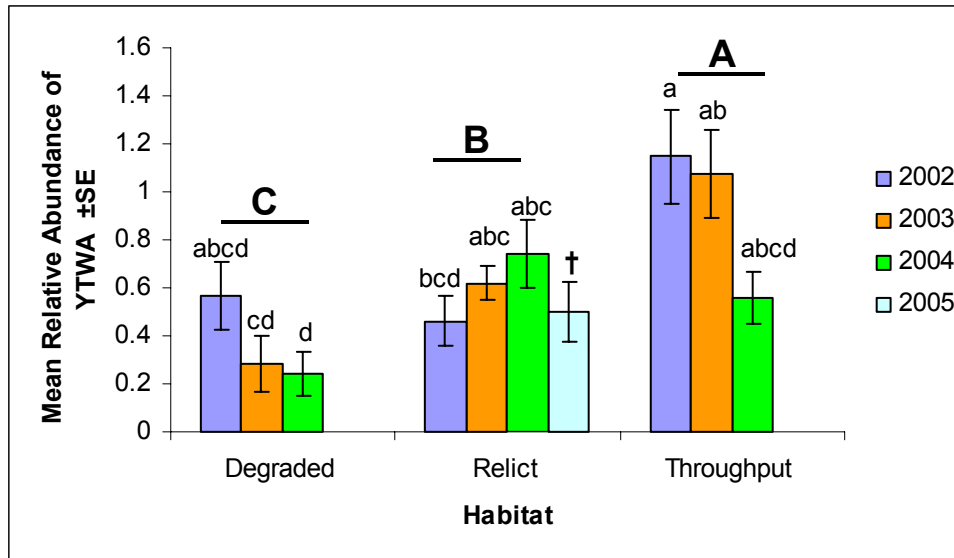 Mean Relative Abundance of
YTWA ±SE
1.6
1.4
1.2
1
0.8
0.6
0.4
0.2
0
C
abcd
cd
d
B
bcd
abc
abc
†
A
a
ab
abcd
Degraded
Relict
Throughput
Habitat
2002
2003
2004
2005